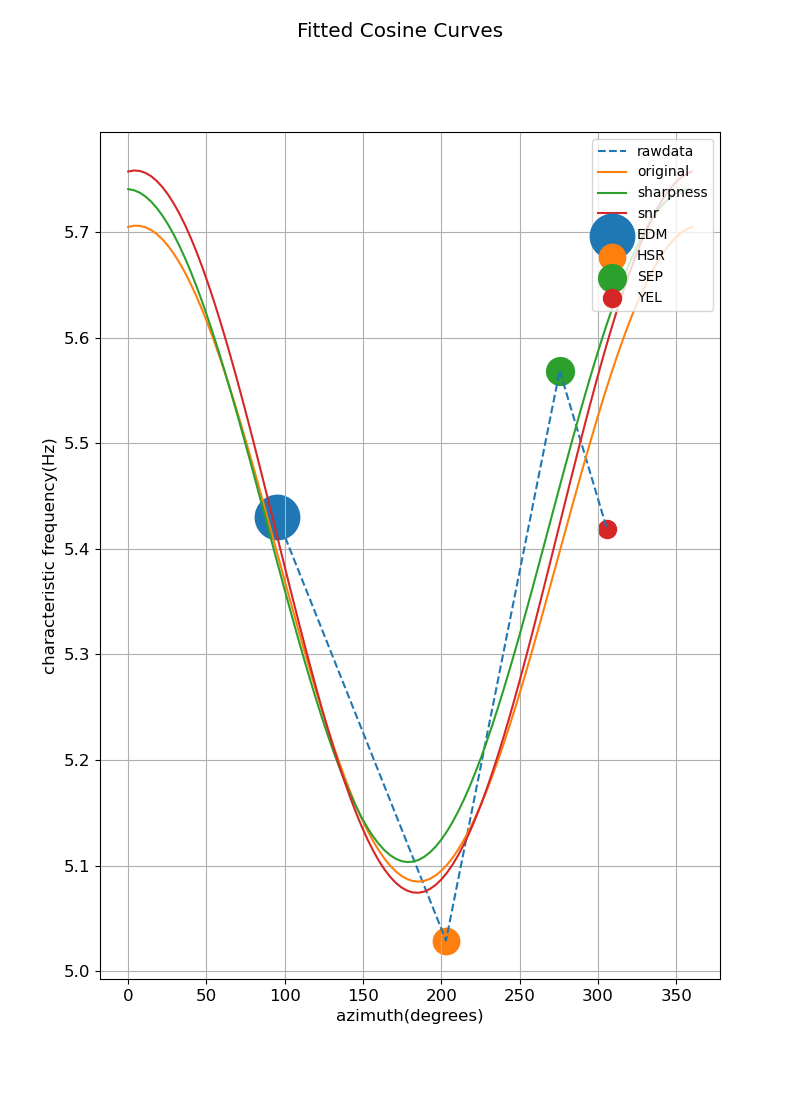 Fitted Cosine Curves
rawdata
original
sharpness
snr
EDM
HSR
SEP
YEL
characteristic frequency(Hz)
5.7
5.6
5.5
5.4
5.3
5.2
5.1
5.0
0 50 100 150 200 250 300 350
azimuth(degrees)